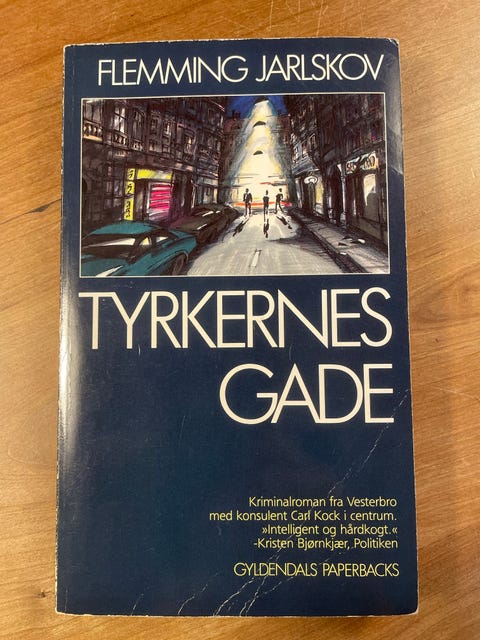 FLEMMING JARLSKOV
TYRKERNES
GADE
Kriminalroman fra Vesterbro
med konsulent Carl Kock i centrum.
»Intelligent og hårdkogt.«
-Kristen Bjørnkjær, Politiken
GYLDENDALS PAPERBACKS